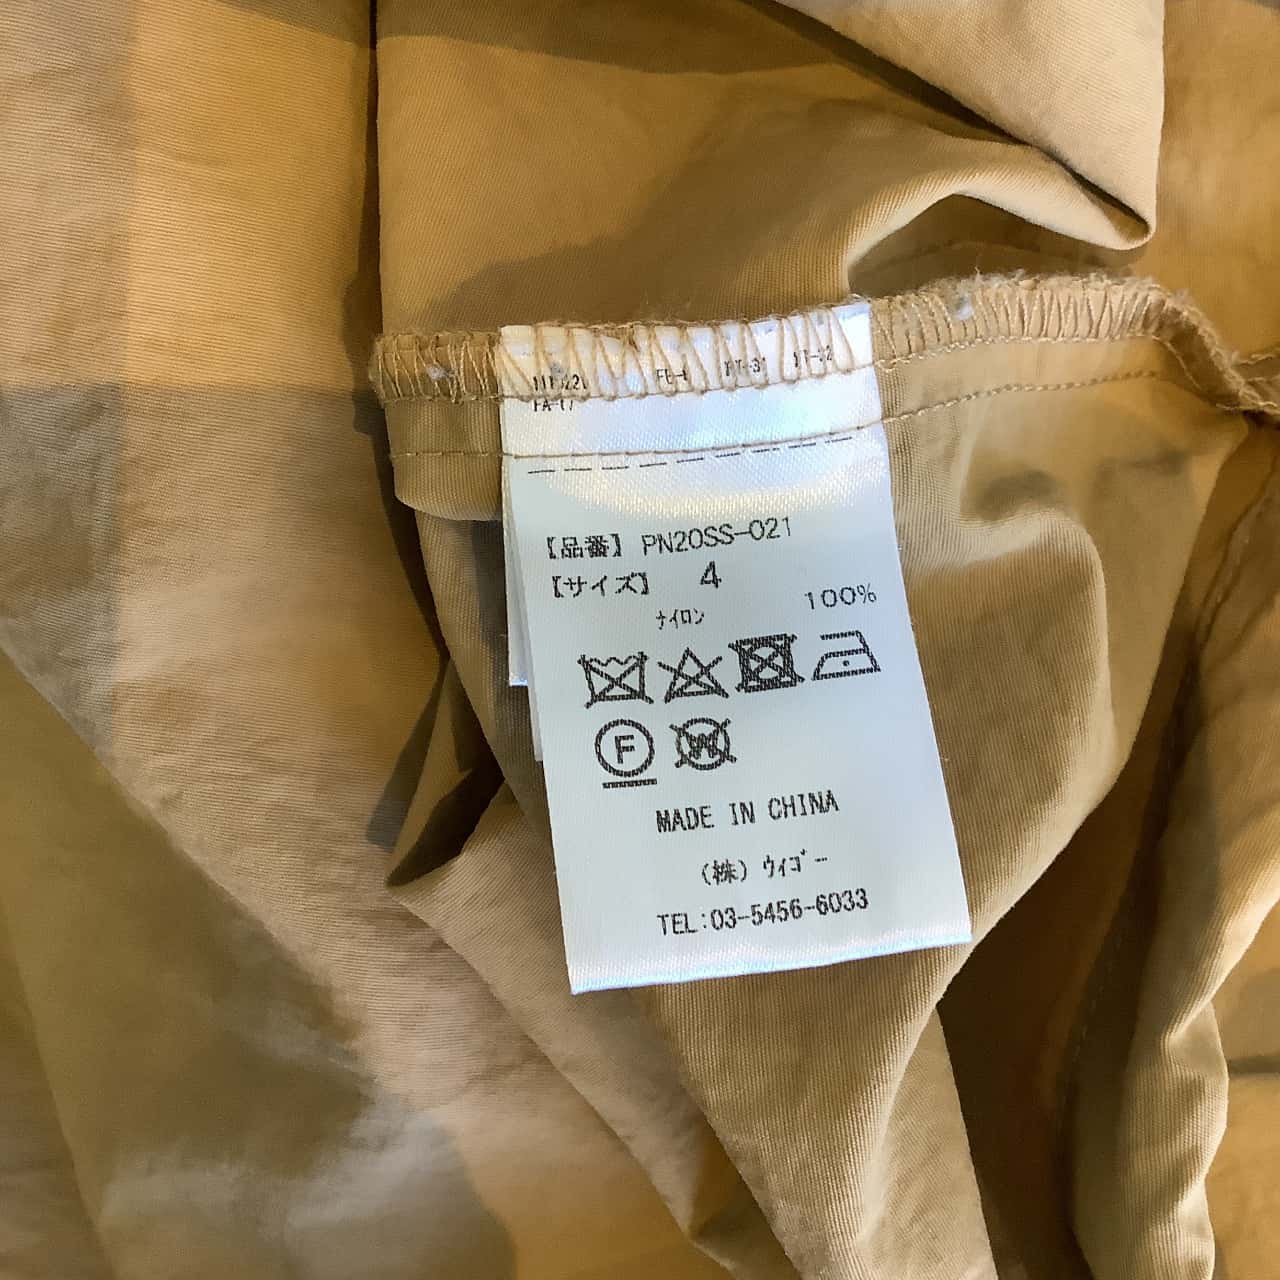 【品番】 PN20SS-021
【サイズ】 4
ﾅｲﾛﾝ 100%
F W
MADE IN CHINA
(株) ｳｨｺﾞｰ
TEL:03-5456-6033